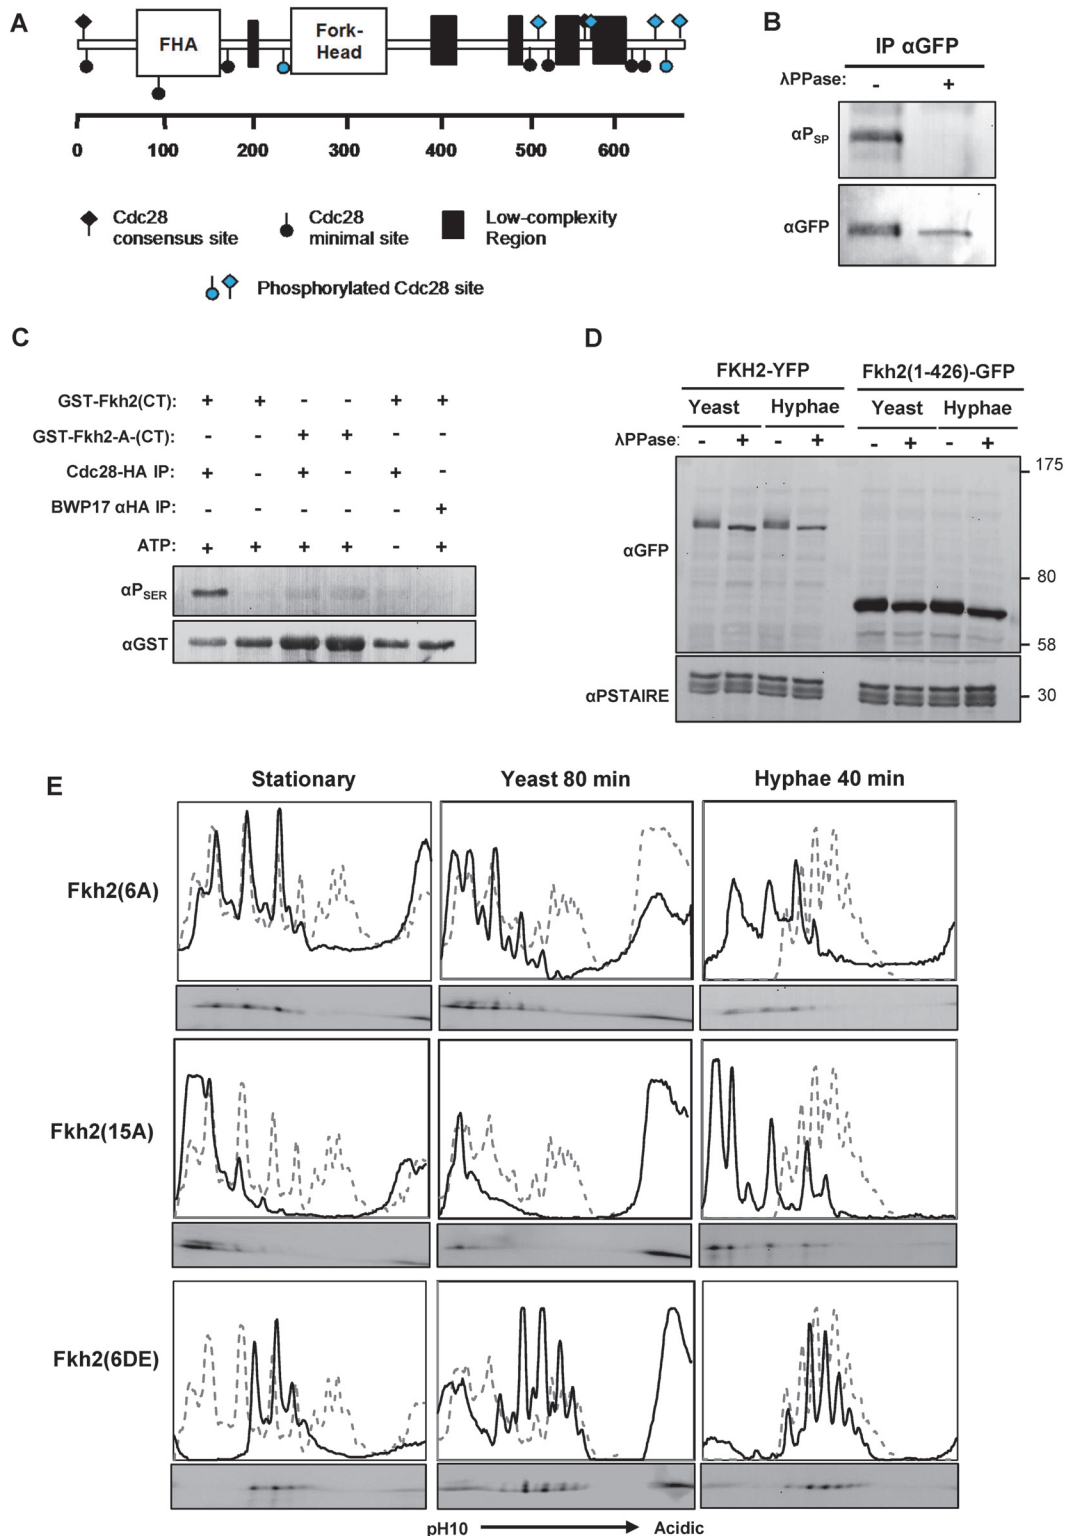 A
FHA
Fork-
Head
0 100 200 300 400 500 600
Cdc28
consensus site
Cdc28
minimal site
Low-complexity
Region
Phosphorylated Cdc28 site
B
IP αGFP
λPPase: - +
αPSP
αGFP
C
GST-Fkh2(CT): + + - - + +
GST-Fkh2-A-(CT): - - + + - -
Cdc28-HA IP: + - + - + -
BWP17 αHA IP: - - - - - +
ATP: + + + + - +
αPSER
αGST
D
FKH2-YFP Fkh2(1-426)-GFP
Yeast Hyphae Yeast Hyphae
λPPase: - + - + - + - +
175
αGFP
80
58
αPSTAIRE
30
E
Stationary Yeast 80 min Hyphae 40 min
Fkh2(6A)
Fkh2(15A)
Fkh2(6DE)
pH10 Acidic